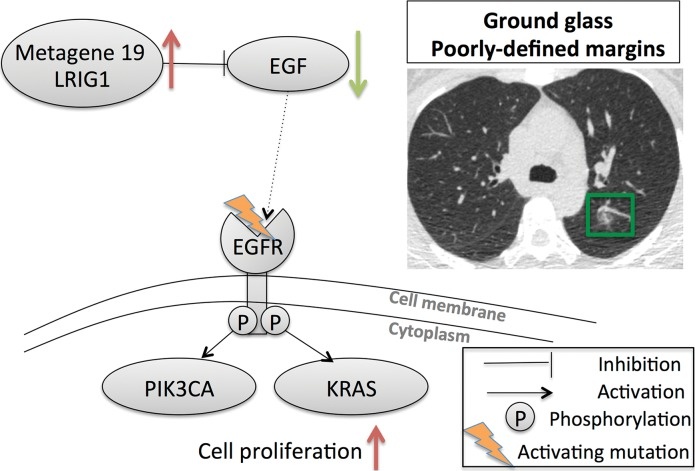 Ground glass
Poorly-defined margins
Metagene 19
LRIG1
EGF
EGFR
Cell membrane
Cytoplasm
P
P
PIK3CA
KRAS
Cell proliferation
Inhibition
Activation
P
Phosphorylation
Activating mutation